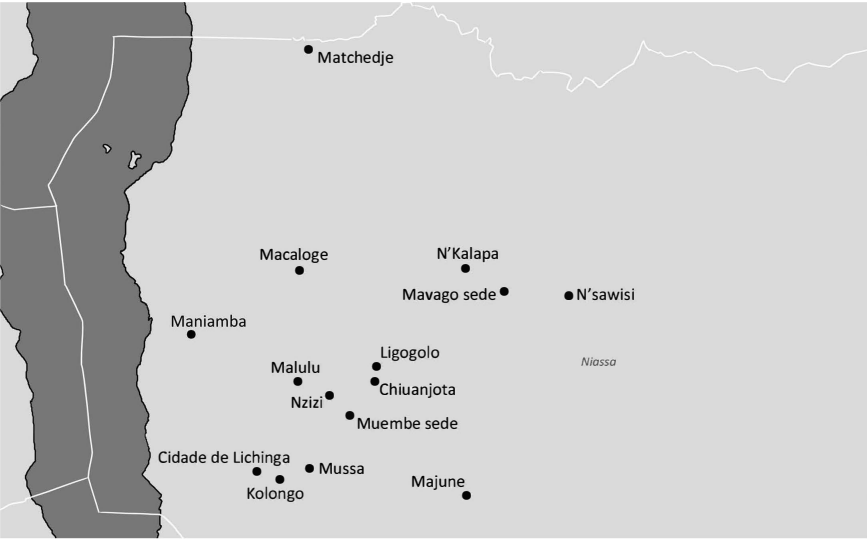 Matchedje
Macaloge
N'Kalapa
Mavago sede
N'sawisi
Maniamba
Ligogolo
Niassa
Malulu
Chiuanjota
Nzizi
Muembe sede
Cidade de Lichinga
Mussa
Kolongo
Majune